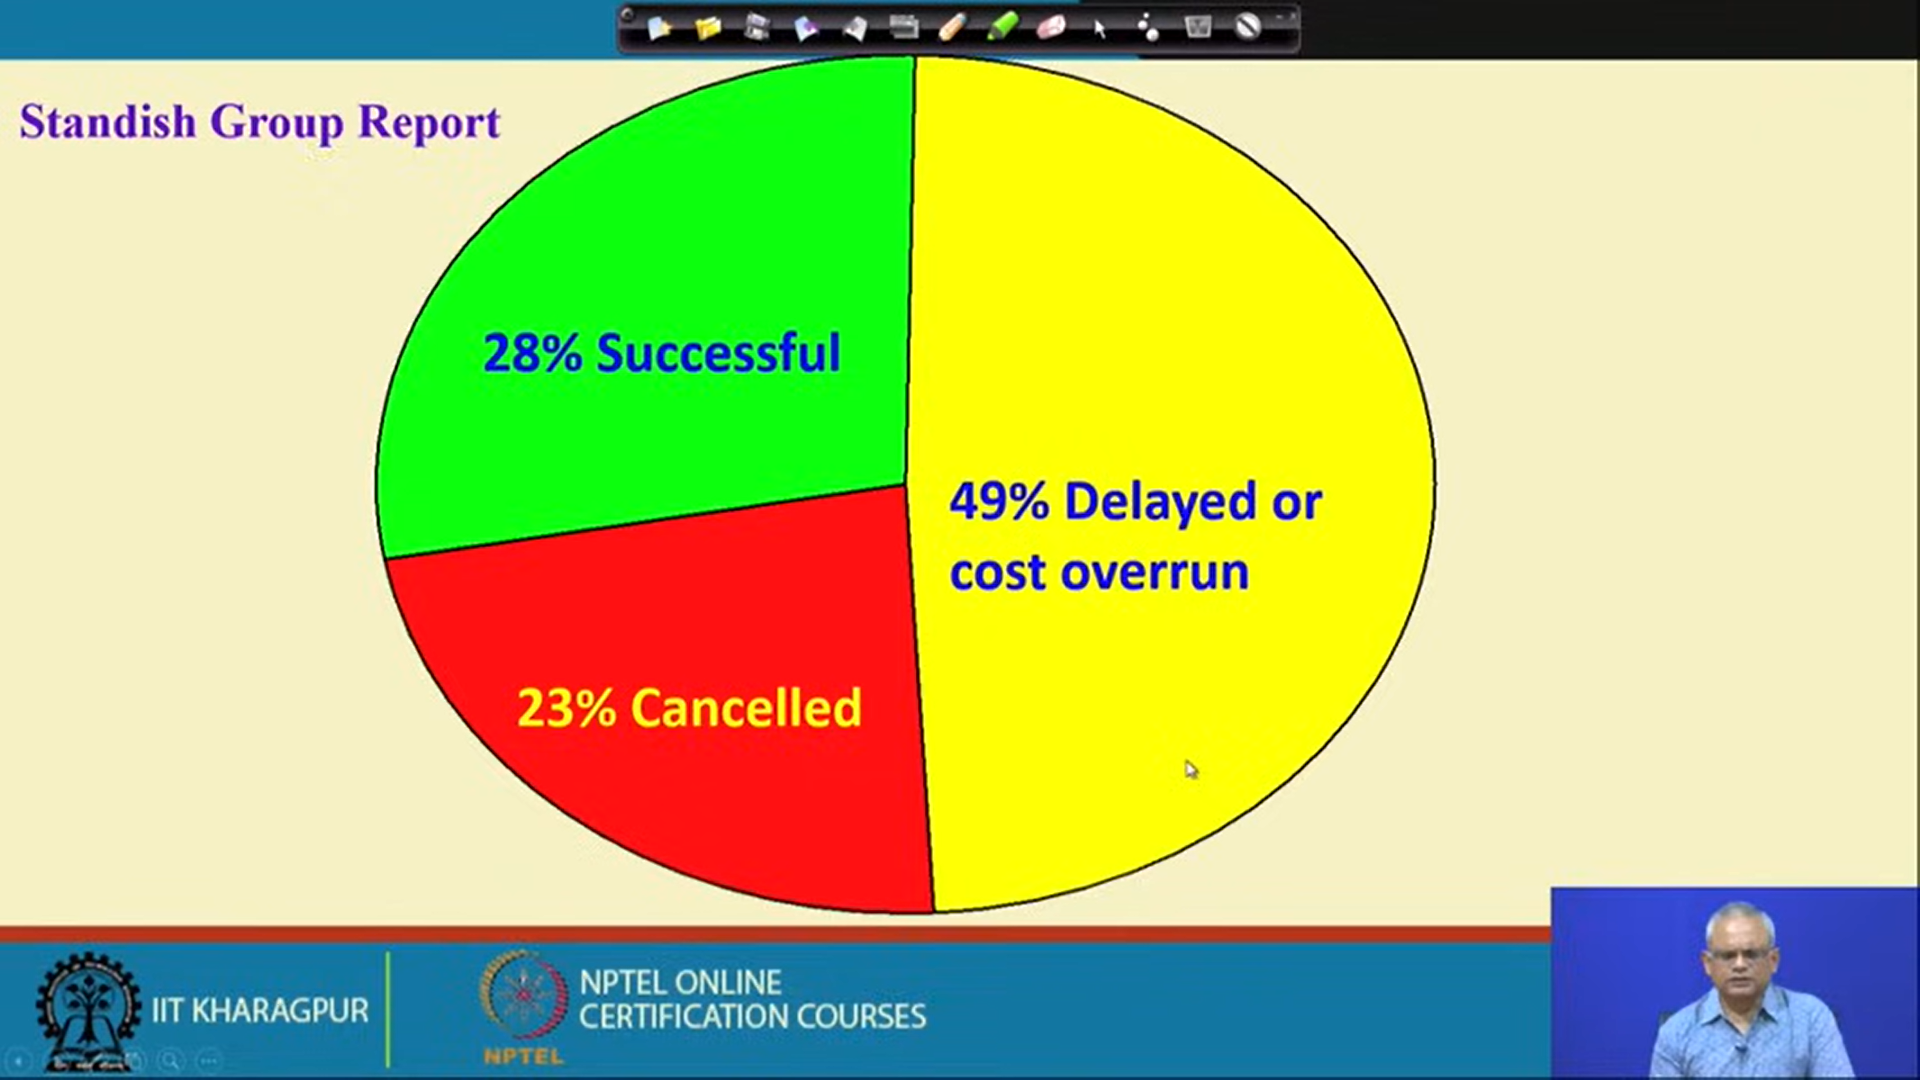 Standish Group Report
28% Successful
49% Delayed or
cost overrun
23% Cancelled
IIT KHARAGPUR
NPTEL ONLINE
CERTIFICATION COURSES
NPTEL